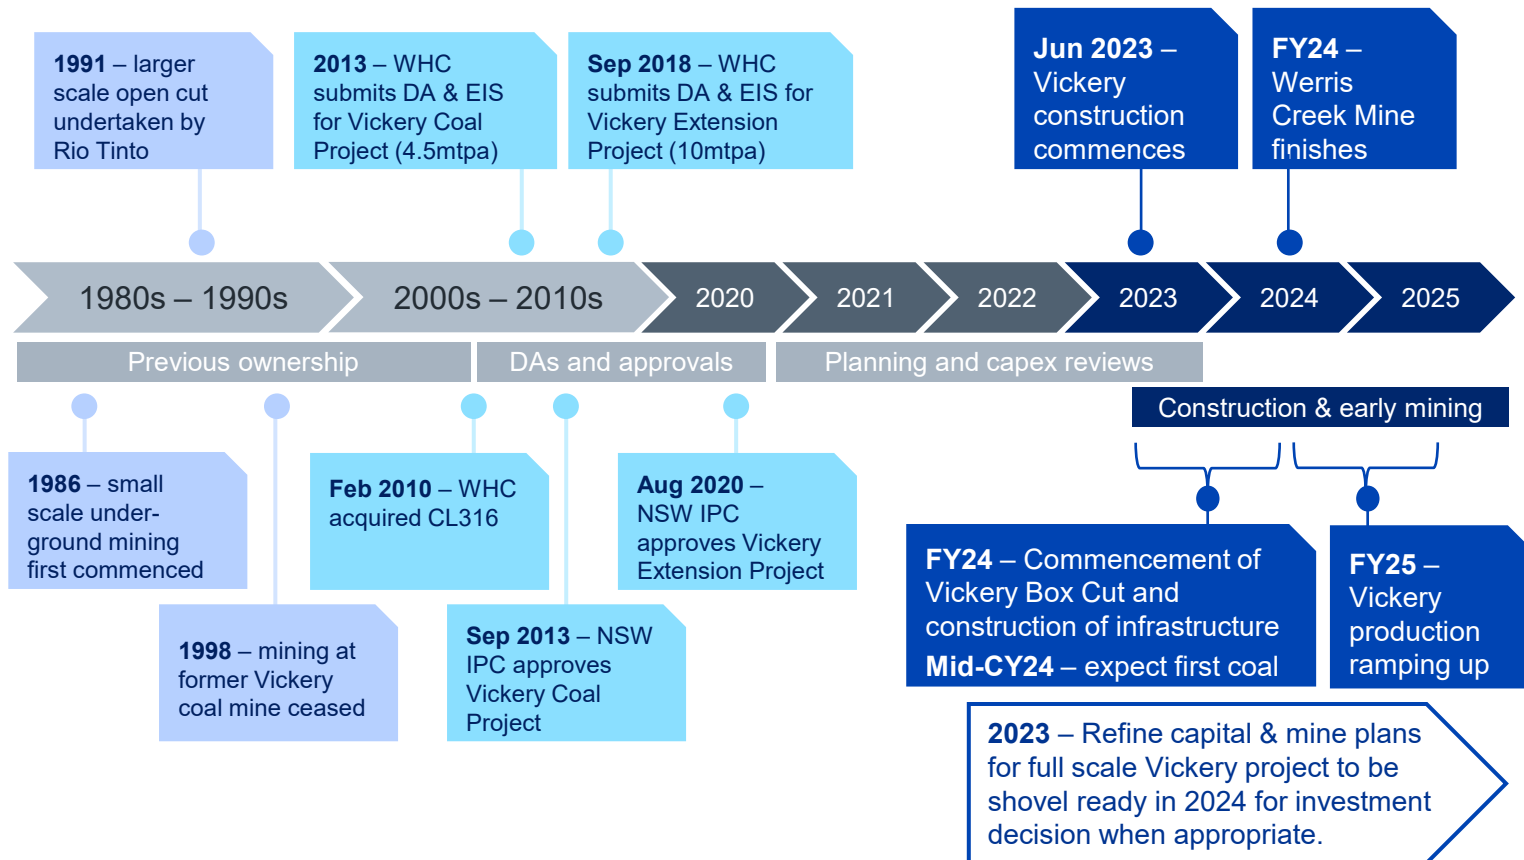 1991 – larger
scale open cut
undertaken by
Rio Tinto
2013 – WHC
submits DA & EIS
for Vickery Coal
Project (4.5mtpa)
Sep 2018 – WHC
submits DA & EIS for
Vickery Extension
Project (10mtpa)
Jun 2023 –
Vickery
construction
commences
FY24 –
Werris
Creek Mine
finishes
1980s – 1990s
2000s – 2010s
2020
2021
2022
2023
2024
2025
Previous ownership
DAs and approvals
Planning and capex reviews
Construction & early mining
1986 – small
scale under-
ground mining
first commenced
Feb 2010 – WHC
acquired CL316
Aug 2020 –
NSW IPC
approves Vickery
Extension Project
1998 – mining at
former Vickery
coal mine ceased
Sep 2013 – NSW
IPC approves
Vickery Coal
Project
FY24 – Commencement of
Vickery Box Cut and
construction of infrastructure
Mid-CY24 – expect first coal
FY25 –
Vickery
production
ramping up
2023 – Refine capital & mine plans
for full scale Vickery project to be
shovel ready in 2024 for investment
decision when appropriate.